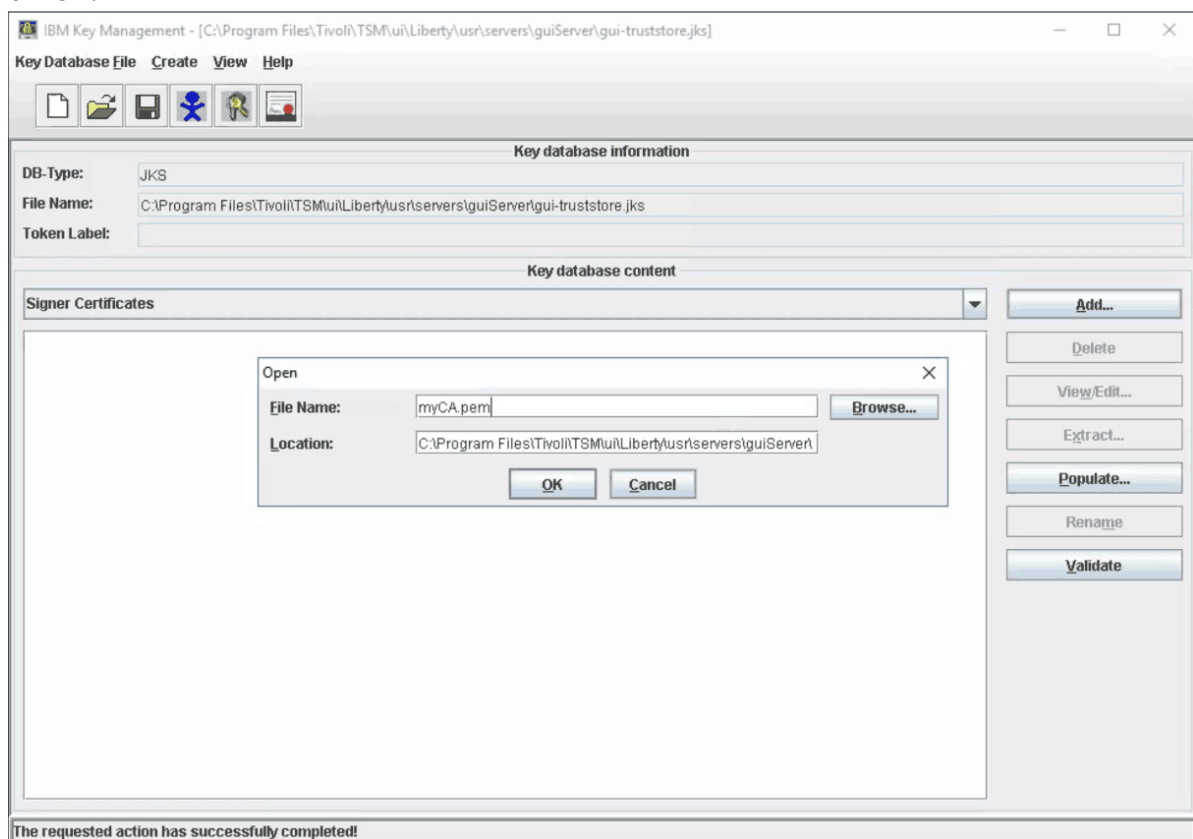 IBM Key Management - [C:\Program Files\Tivoli\TSM\ui\Liberty\usr\servers\guiServer\gui-truststore.jks]
Key Database File Create View Help
Key database information
DB-Type: JKS
File Name: C:\Program Files\Tivoli\TSM\ui\Liberty\usr\servers\guiServer\gui-truststore.jks
Token Label:
Key database content
Signer Certificates
Add...
Delete
View/Edit...
Extract...
Populate...
Rename
Validate
Open
File Name: myCA.pem Browse...
Location: C:\Program Files\Tivoli\TSM\ui\Liberty\usr\servers\guiServer\
OK Cancel
The requested action has successfully completed!